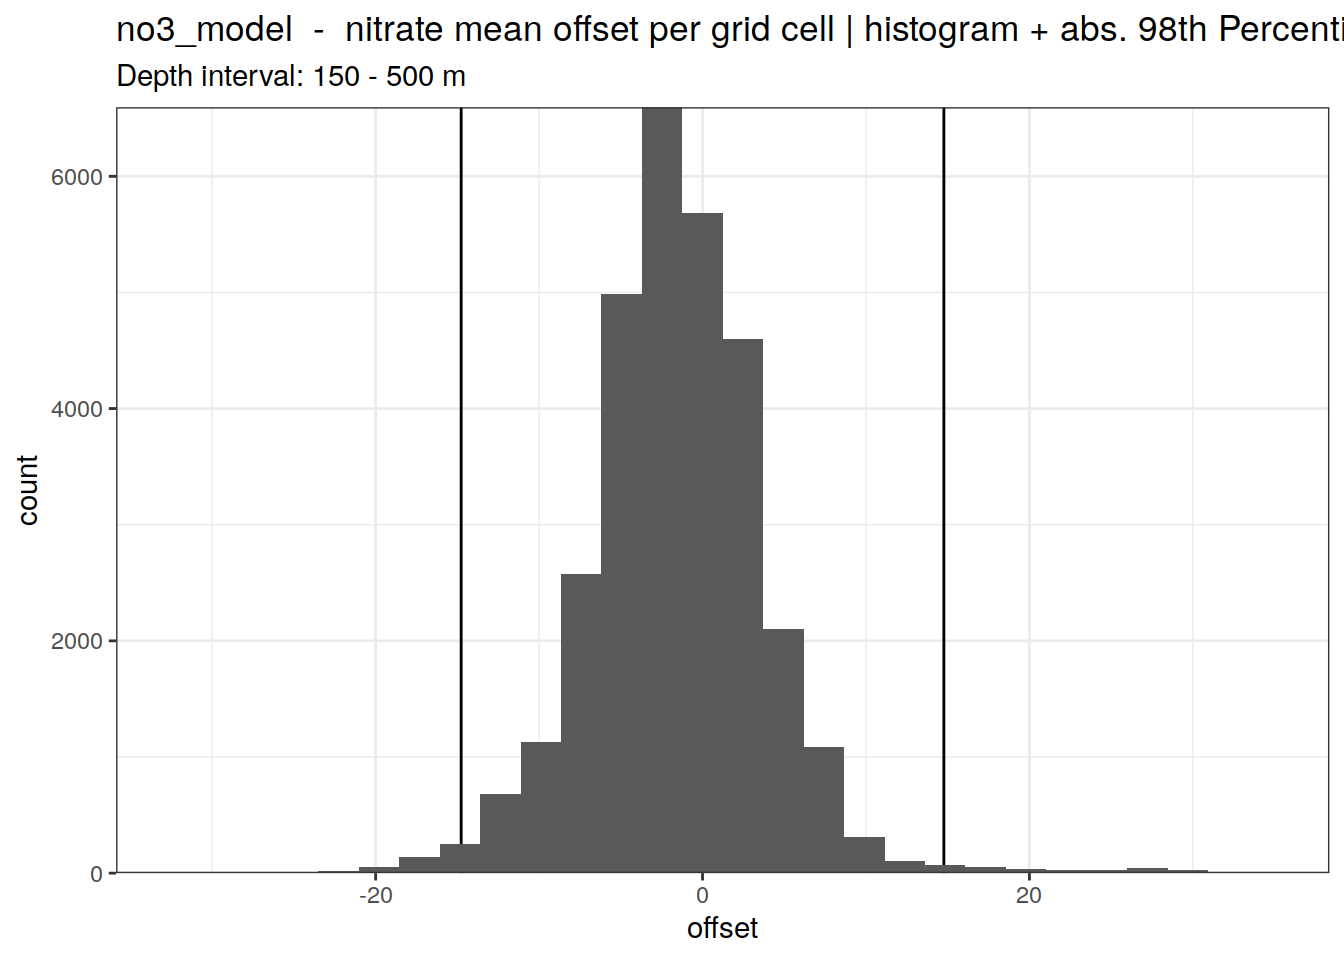 no3_model  -  nitrate mean offset per grid cell | histogram + abs. 98th Percenti
Depth interval: 150 - 500 m
6000
4000
2000
0
count
-20
0
20
offset